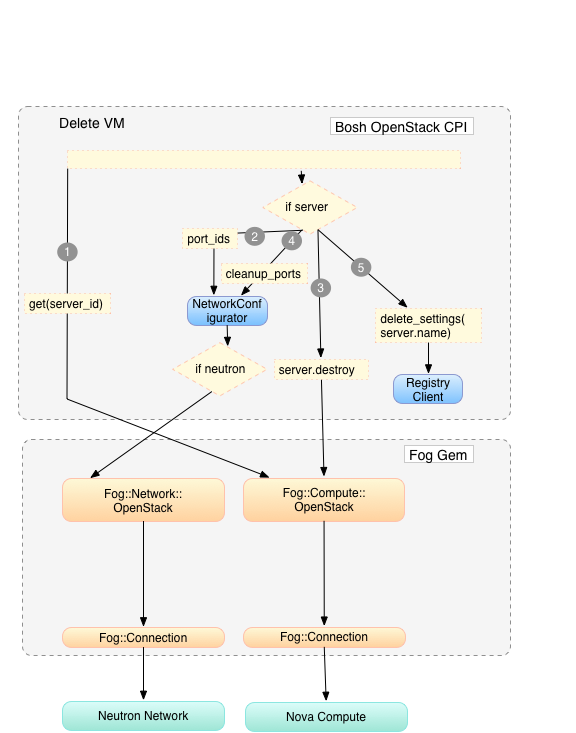 Delete VM
Bosh OpenStack CPI
if server
port_ids
2
4
1
cleanup_ports
5
3
get(server_id)
NetworkConf
igurator
delete_settings(
server.name)
if neutron
server.destroy
Registry
Client
Fog Gem
Fog::Network::
OpenStack
Fog::Compute::
OpenStack
Fog::Connection
Fog::Connection
Neutron Network
Nova Compute